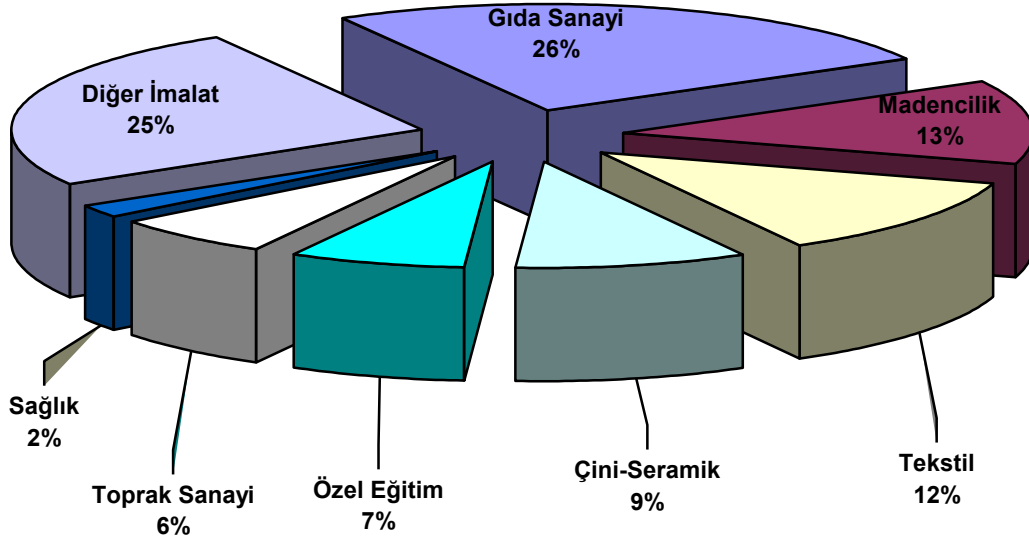 Gıda Sanayi
26%
Diğer İmalat
25%
Madencilik
13%
Sağlık
2%
Toprak Sanayi
6%
Özel Eğitim
7%
Çini-Seramik
9%
Tekstil
12%